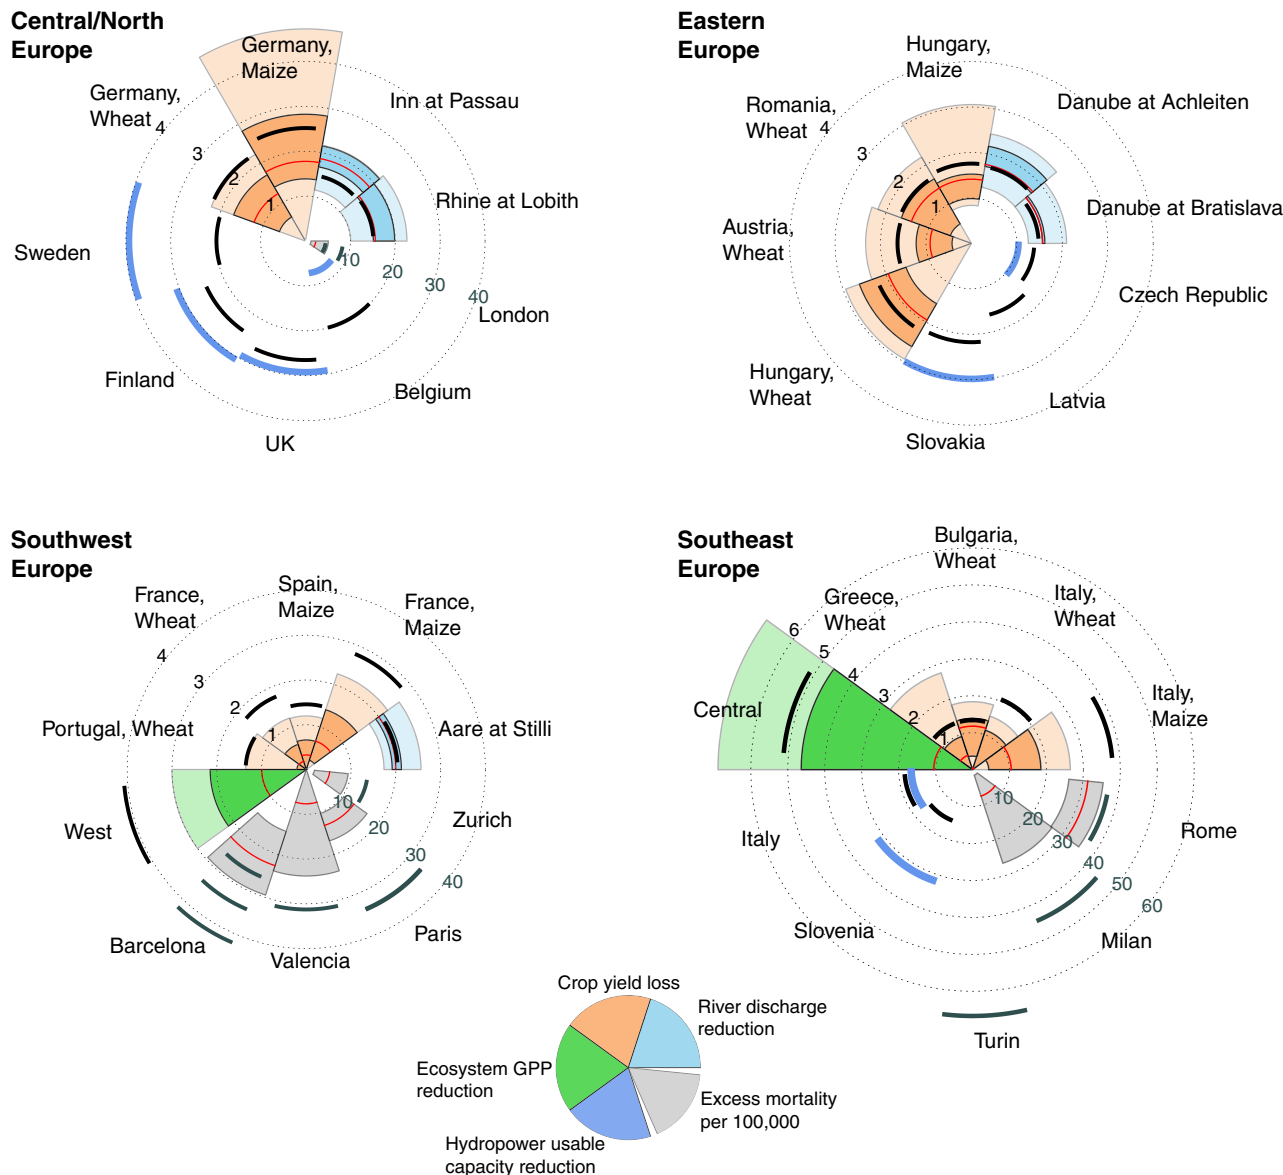 Central/North
Europe
Germany,
Maize
Germany,
Wheat
Inn at Passau
Rhine at Lobith
Sweden
London
Finland
Belgium
UK
4
3
2
1
10
20
30
40
Eastern
Europe
Hungary,
Maize
Romania,
Wheat
Danube at Achleiten
Danube at Bratislava
Austria,
Wheat
Czech Republic
Hungary,
Wheat
Latvia
Slovakia
4
3
2
1
Southwest
Europe
France,
Wheat
Spain,
Maize
France,
Maize
Portugal, Wheat
Aare at Stilli
West
Zurich
Barcelona
Paris
Valencia
4
3
2
1
10
20
30
40
Southeast
Europe
Bulgaria,
Wheat
Greece,
Wheat
Italy,
Wheat
Central
Italy,
Maize
Italy
Rome
Slovenia
Milan
Turin
6
5
4
3
2
1
10
20
30
40
50
60
Crop yield loss
River discharge
reduction
Ecosystem GPP
reduction
Excess mortality
per 100,000
Hydropower usable
capacity reduction